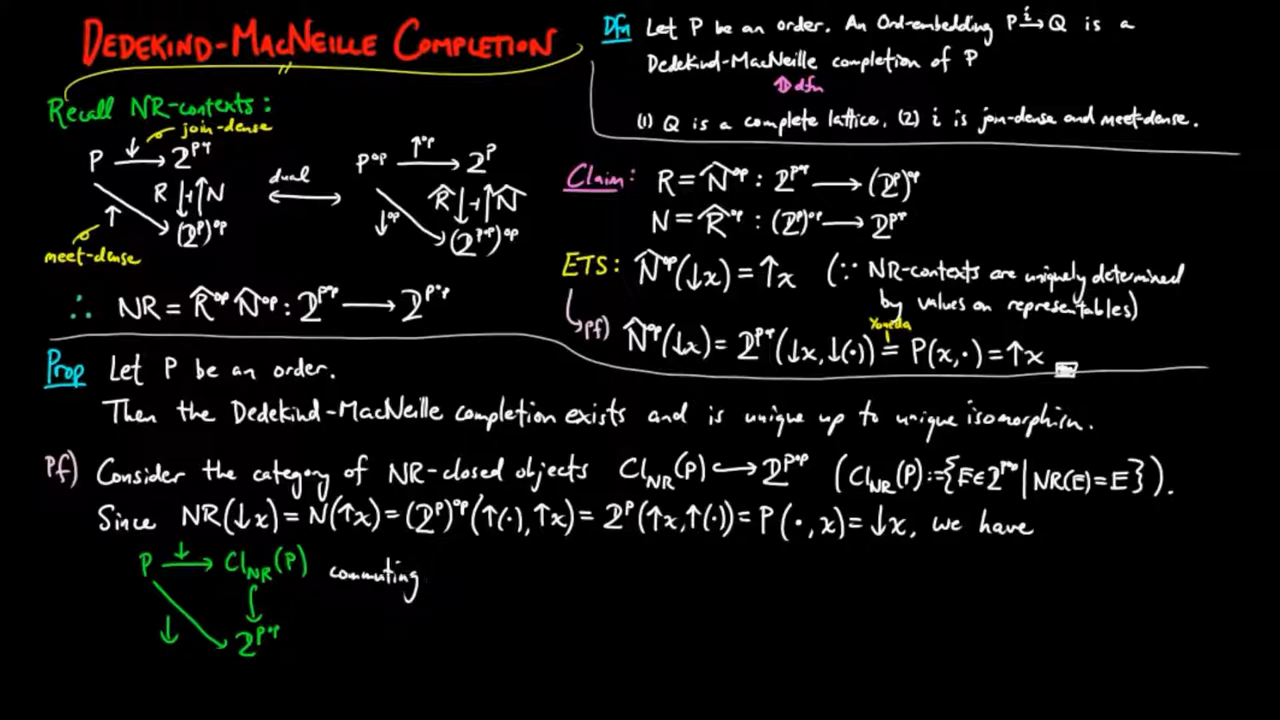 DEDEKIND-MACNEILLE COMPLETION
Recall NR-contexts:
join-dense
P ↓ 2^{P^op}
R ⊣ N
↑
(2^P)^op
meet-dense
dual
P^op ↑^op 2^P
R̂ ⊣ N̂
↓^op
(2^{P^op})^op
∴ NR = R̂^op N̂^op : 2^{P^op} → 2^{P^op}
Dfn Let P be an order. An Ord-embedding P –i→ Q is a
Dedekind-MacNeille completion of P
⇕ dfn
(1) Q is a complete lattice, (2) i is join-dense and meet-dense.
Claim: R = N̂^op : 2^{P^op} → (2^P)^op
N = R̂^op : (2^P)^op → 2^{P^op}
ETS: N̂^op(↓x) = ↑x (∵ NR-contexts are uniquely determined
by values on representables)
Yoneda
pf) N̂^op(↓x) = 2^{P^op}(↓x, ↓(·)) = P(x, ·) = ↑x
Prop Let P be an order.
Then the Dedekind-MacNeille completion exists and is unique up to unique isomorphism.
Pf) Consider the category of NR-closed objects Cl_NR(P) ↪ 2^{P^op} (Cl_NR(P) := {E ∈ 2^{P^op} | NR(E) = E}).
Since NR(↓x) = N(↑x) = (2^P)^op(↑(·), ↑x) = 2^P(↑x, ↑(·)) = P(·, x) = ↓x, we have
P ↓ Cl_NR(P) commuting
↓
2^{P^op}